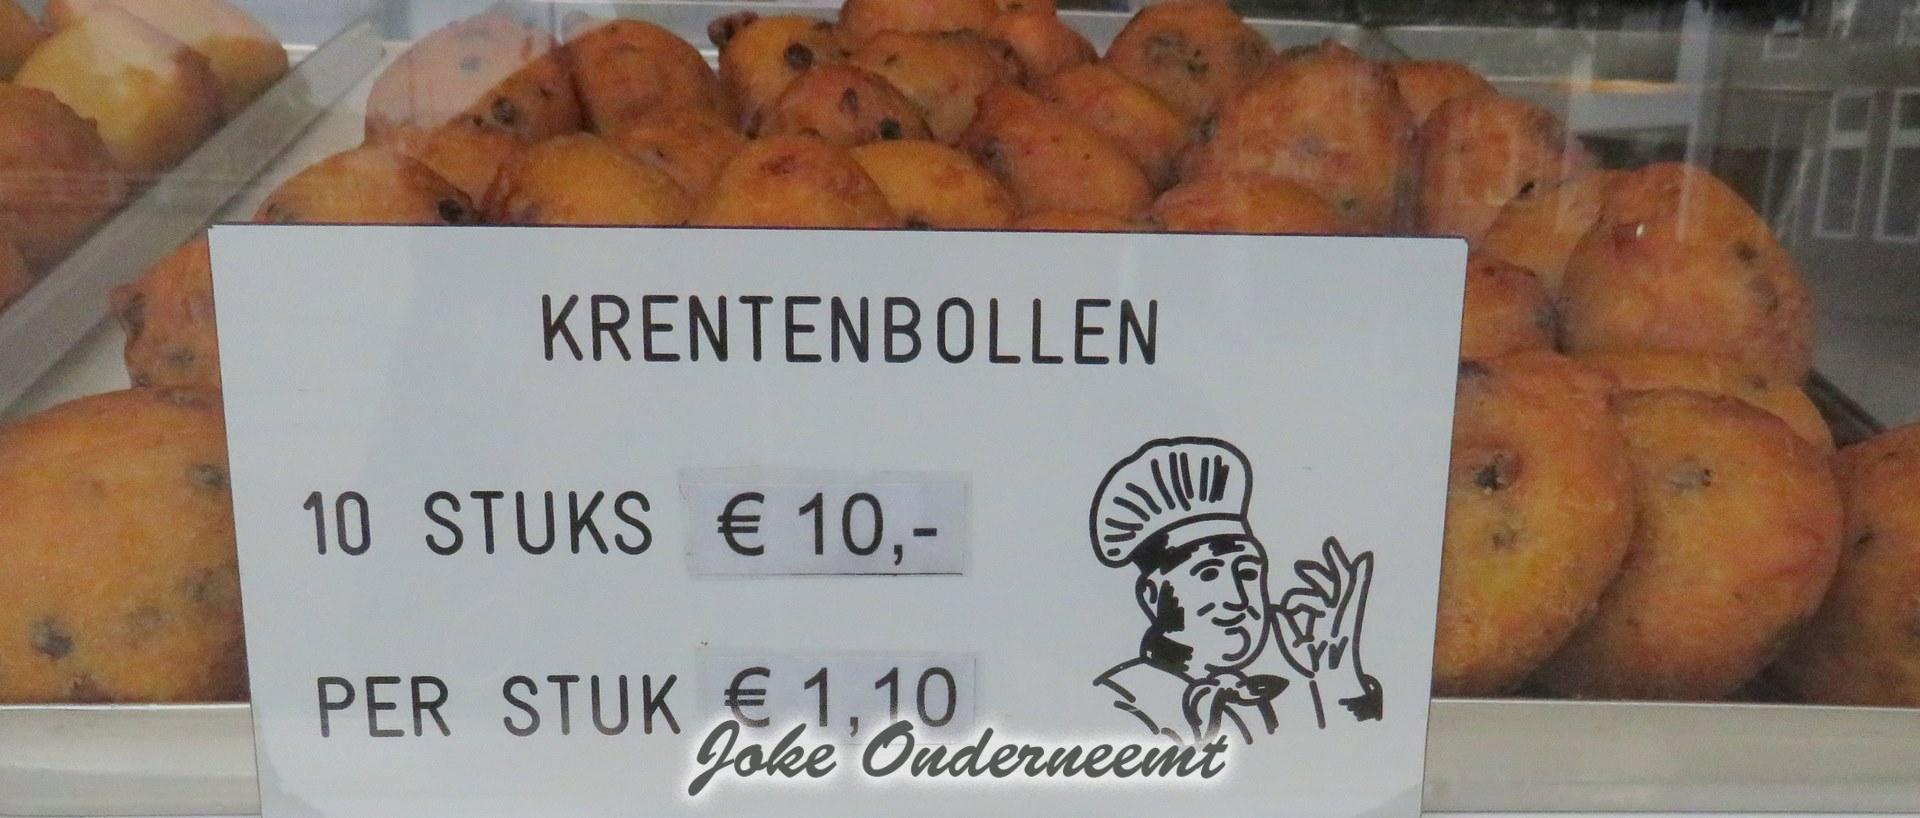 KRENTENBOLLEN
10 STUKS € 10,-
PER STUK € 1,10
Joke Onderneemt